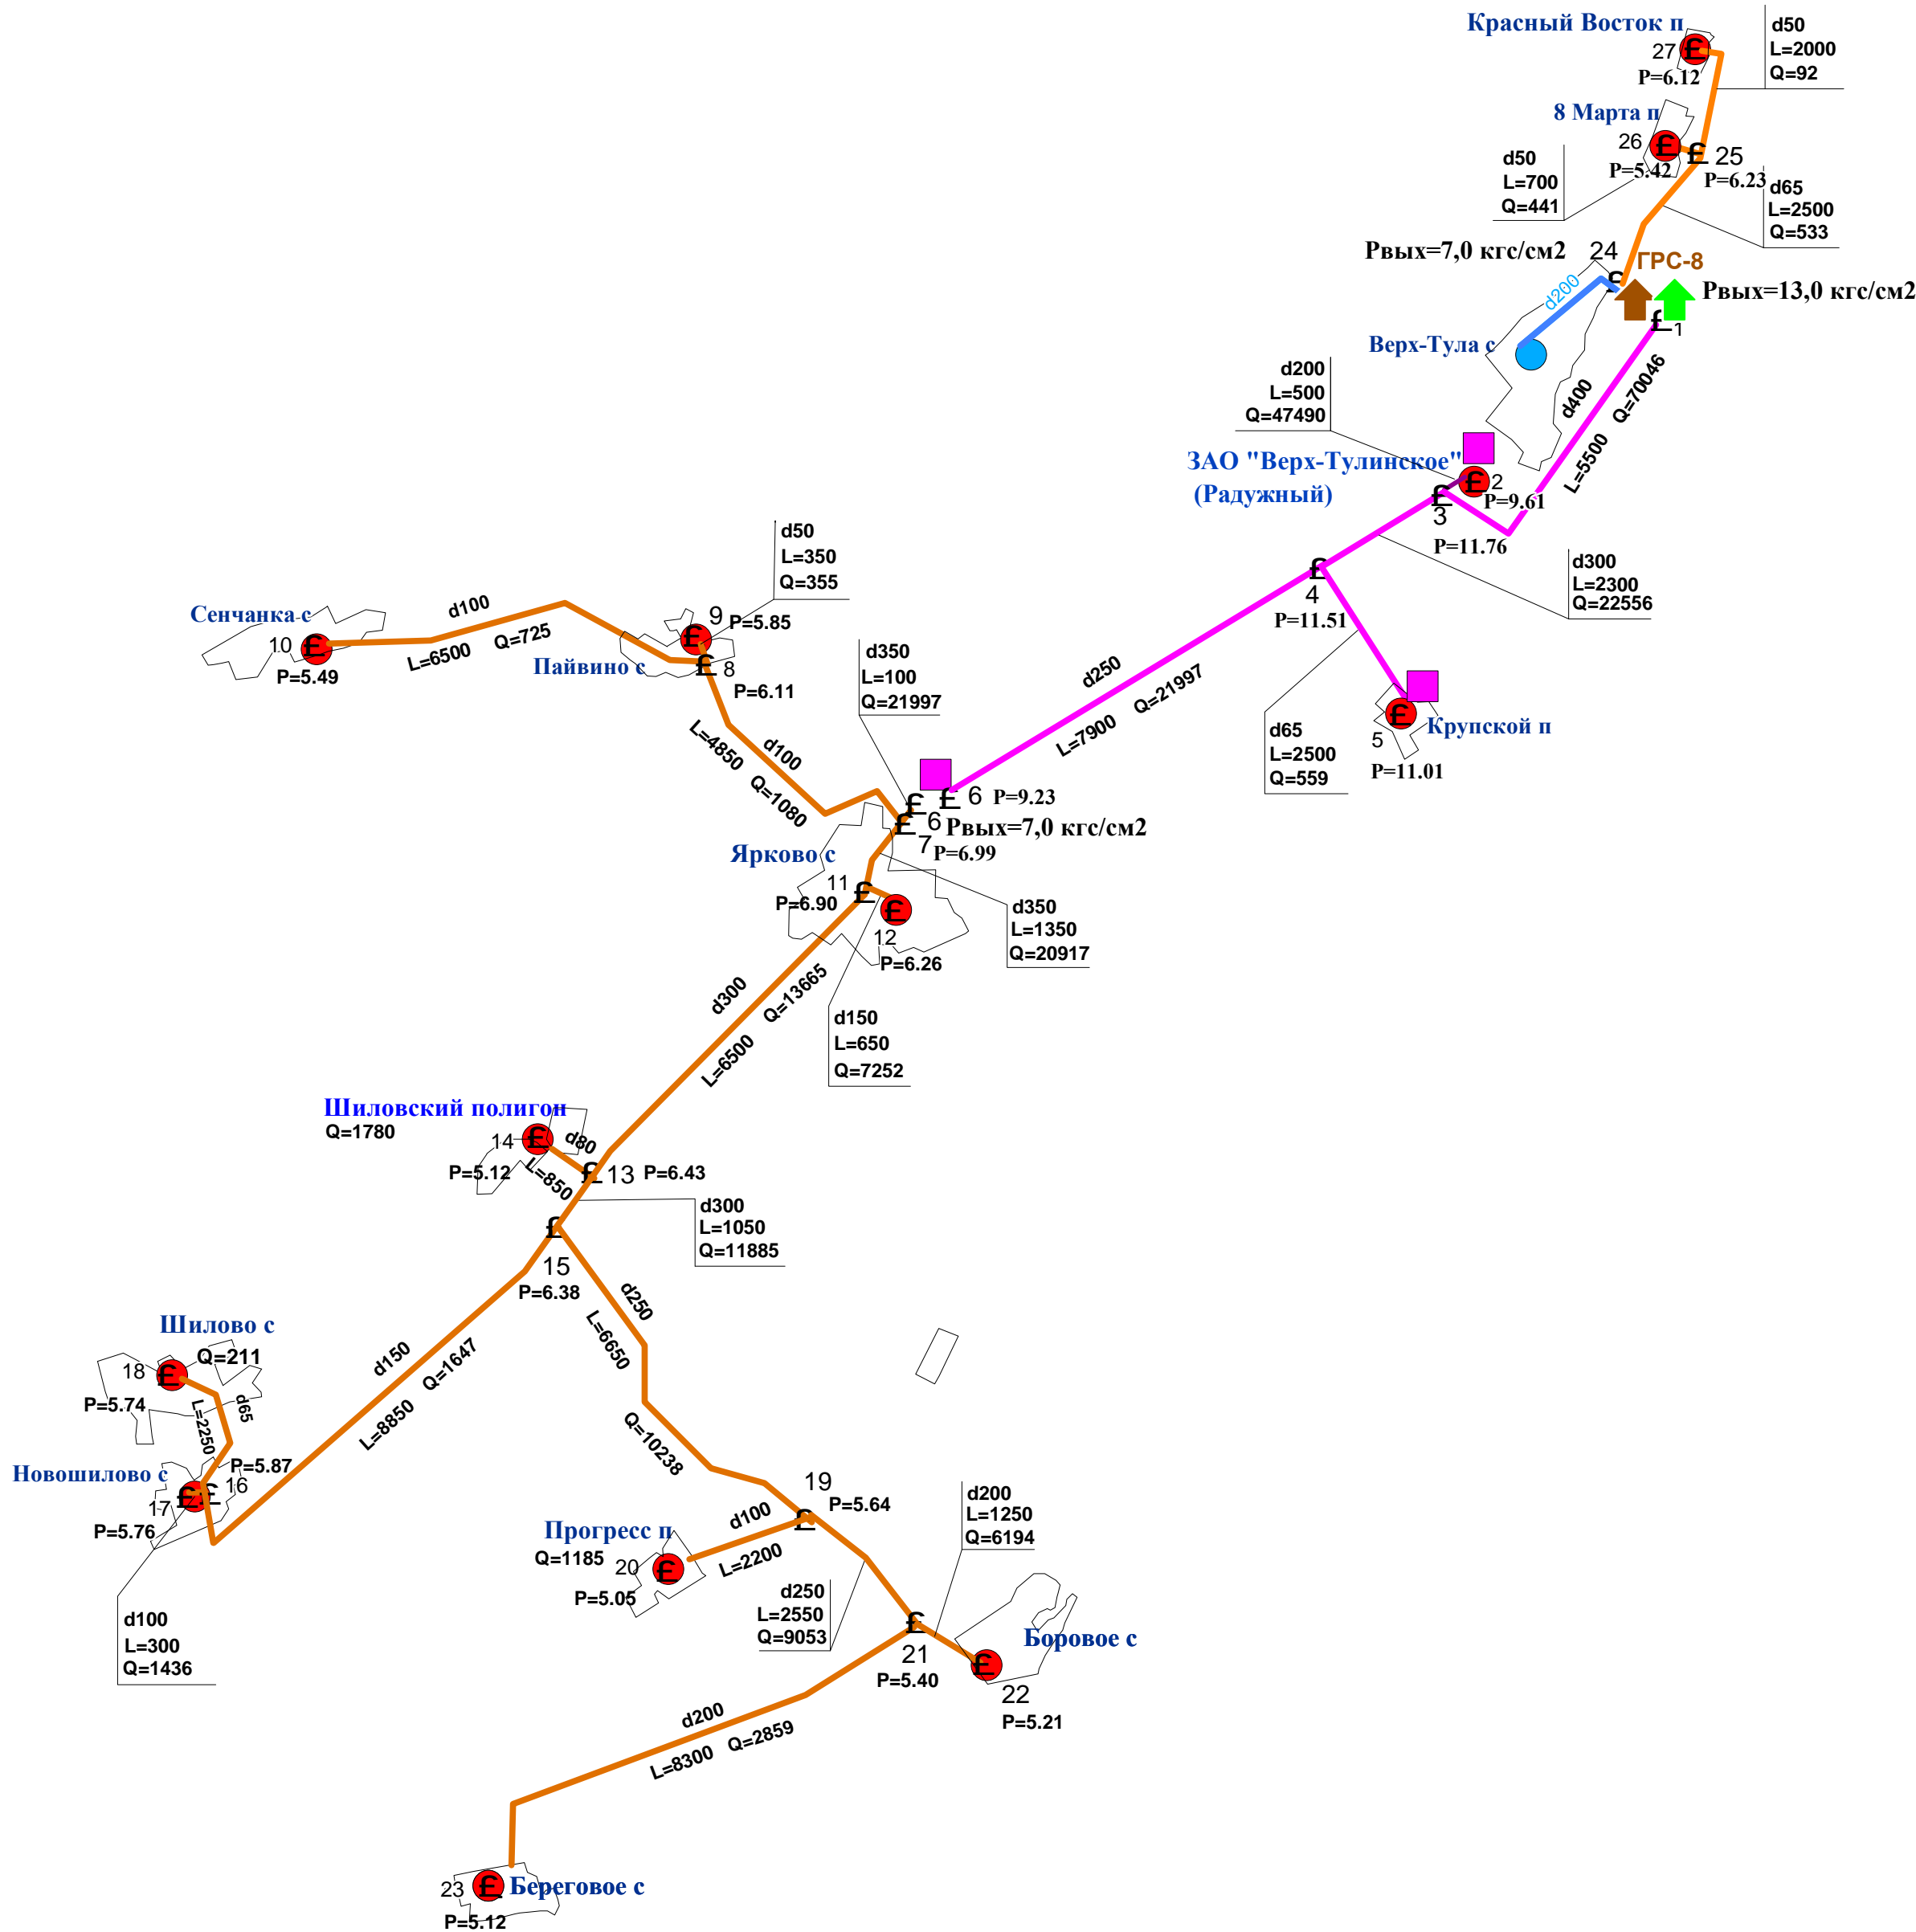 Красный Восток п
27
P=6.12
d50
L=2000
Q=92
8 Марта п
26
P=5.42
25
P=6.23
d50
L=700
Q=441
d65
L=2500
Q=533
Pвых=7,0 кгс/см2
24
ГРС-8
Pвых=13,0 кгс/см2
1
d200
Верх-Тула с
d400
L=5500 Q=70046
d200
L=500
Q=47490
ЗАО "Верх-Тулинское"
(Радужный)
2
P=9.61
3
P=11.76
d300
L=2300
Q=22556
4
P=11.51
d50
L=350
Q=355
Сенчанка с
10
P=5.49
d100
L=6500 Q=725
9
P=5.85
Пайвино с
8
P=6.11
d350
L=100
Q=21997
d250
L=7900 Q=21997
d65
L=2500
Q=559
5
Крупской п
P=11.01
d100
L=4850 Q=1080
6 P=9.23
6
Pвых=7,0 кгс/см2
7
P=6.99
Ярково с
11
P=6.90
12
P=6.26
d350
L=1350
Q=20917
d300
L=6500 Q=13665
d150
L=650
Q=7252
Шиловский полигон
Q=1780
14
d80
P=5.12
L=850
13 P=6.43
d300
L=1050
Q=11885
15
P=6.38
d250
L=6650
Q=10238
Шилово с
Q=211
18
P=5.74
d65
L=2250
d150
L=8850 Q=1647
Новошилово с
P=5.87
16
17
P=5.76
d100
L=300
Q=1436
19
P=5.64
d100
L=2200
Прогресс п
Q=1185
20
P=5.05
d200
L=1250
Q=6194
d250
L=2550
Q=9053
21
P=5.40
Боровое с
22
P=5.21
d200
L=8300 Q=2859
23
Береговое с
P=5.12